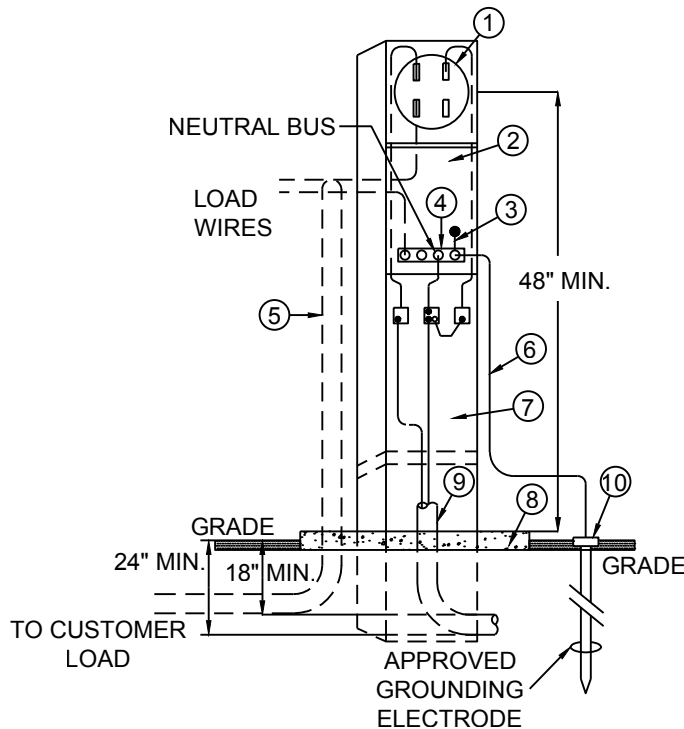 1
NEUTRAL BUS
2
LOAD
WIRES
4
3
48" MIN.
5
6
7
9
8
10
GRADE
24" MIN.
18" MIN.
GRADE
TO CUSTOMER
LOAD
APPROVED
GROUNDING
ELECTRODE